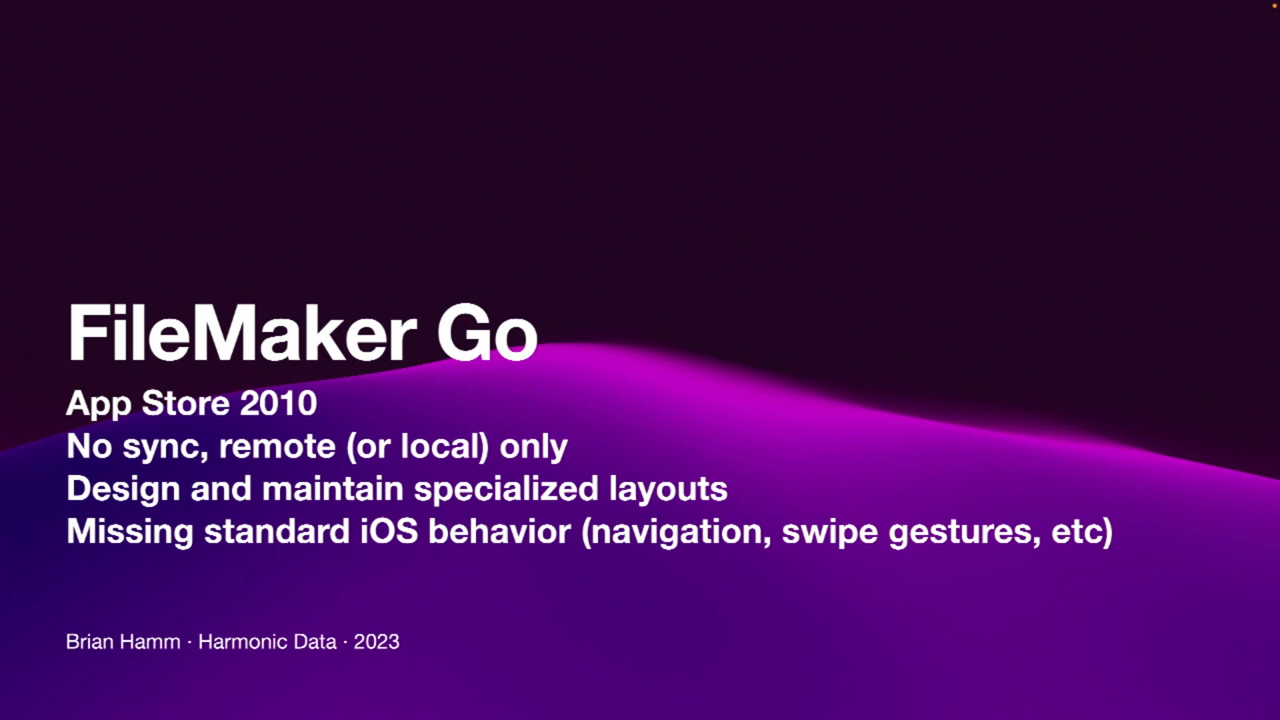 FileMaker Go
App Store 2010
No sync, remote (or local) only
Design and maintain specialized layouts
Missing standard iOS behavior (navigation, swipe gestures, etc)
Brian Hamm · Harmonic Data · 2023